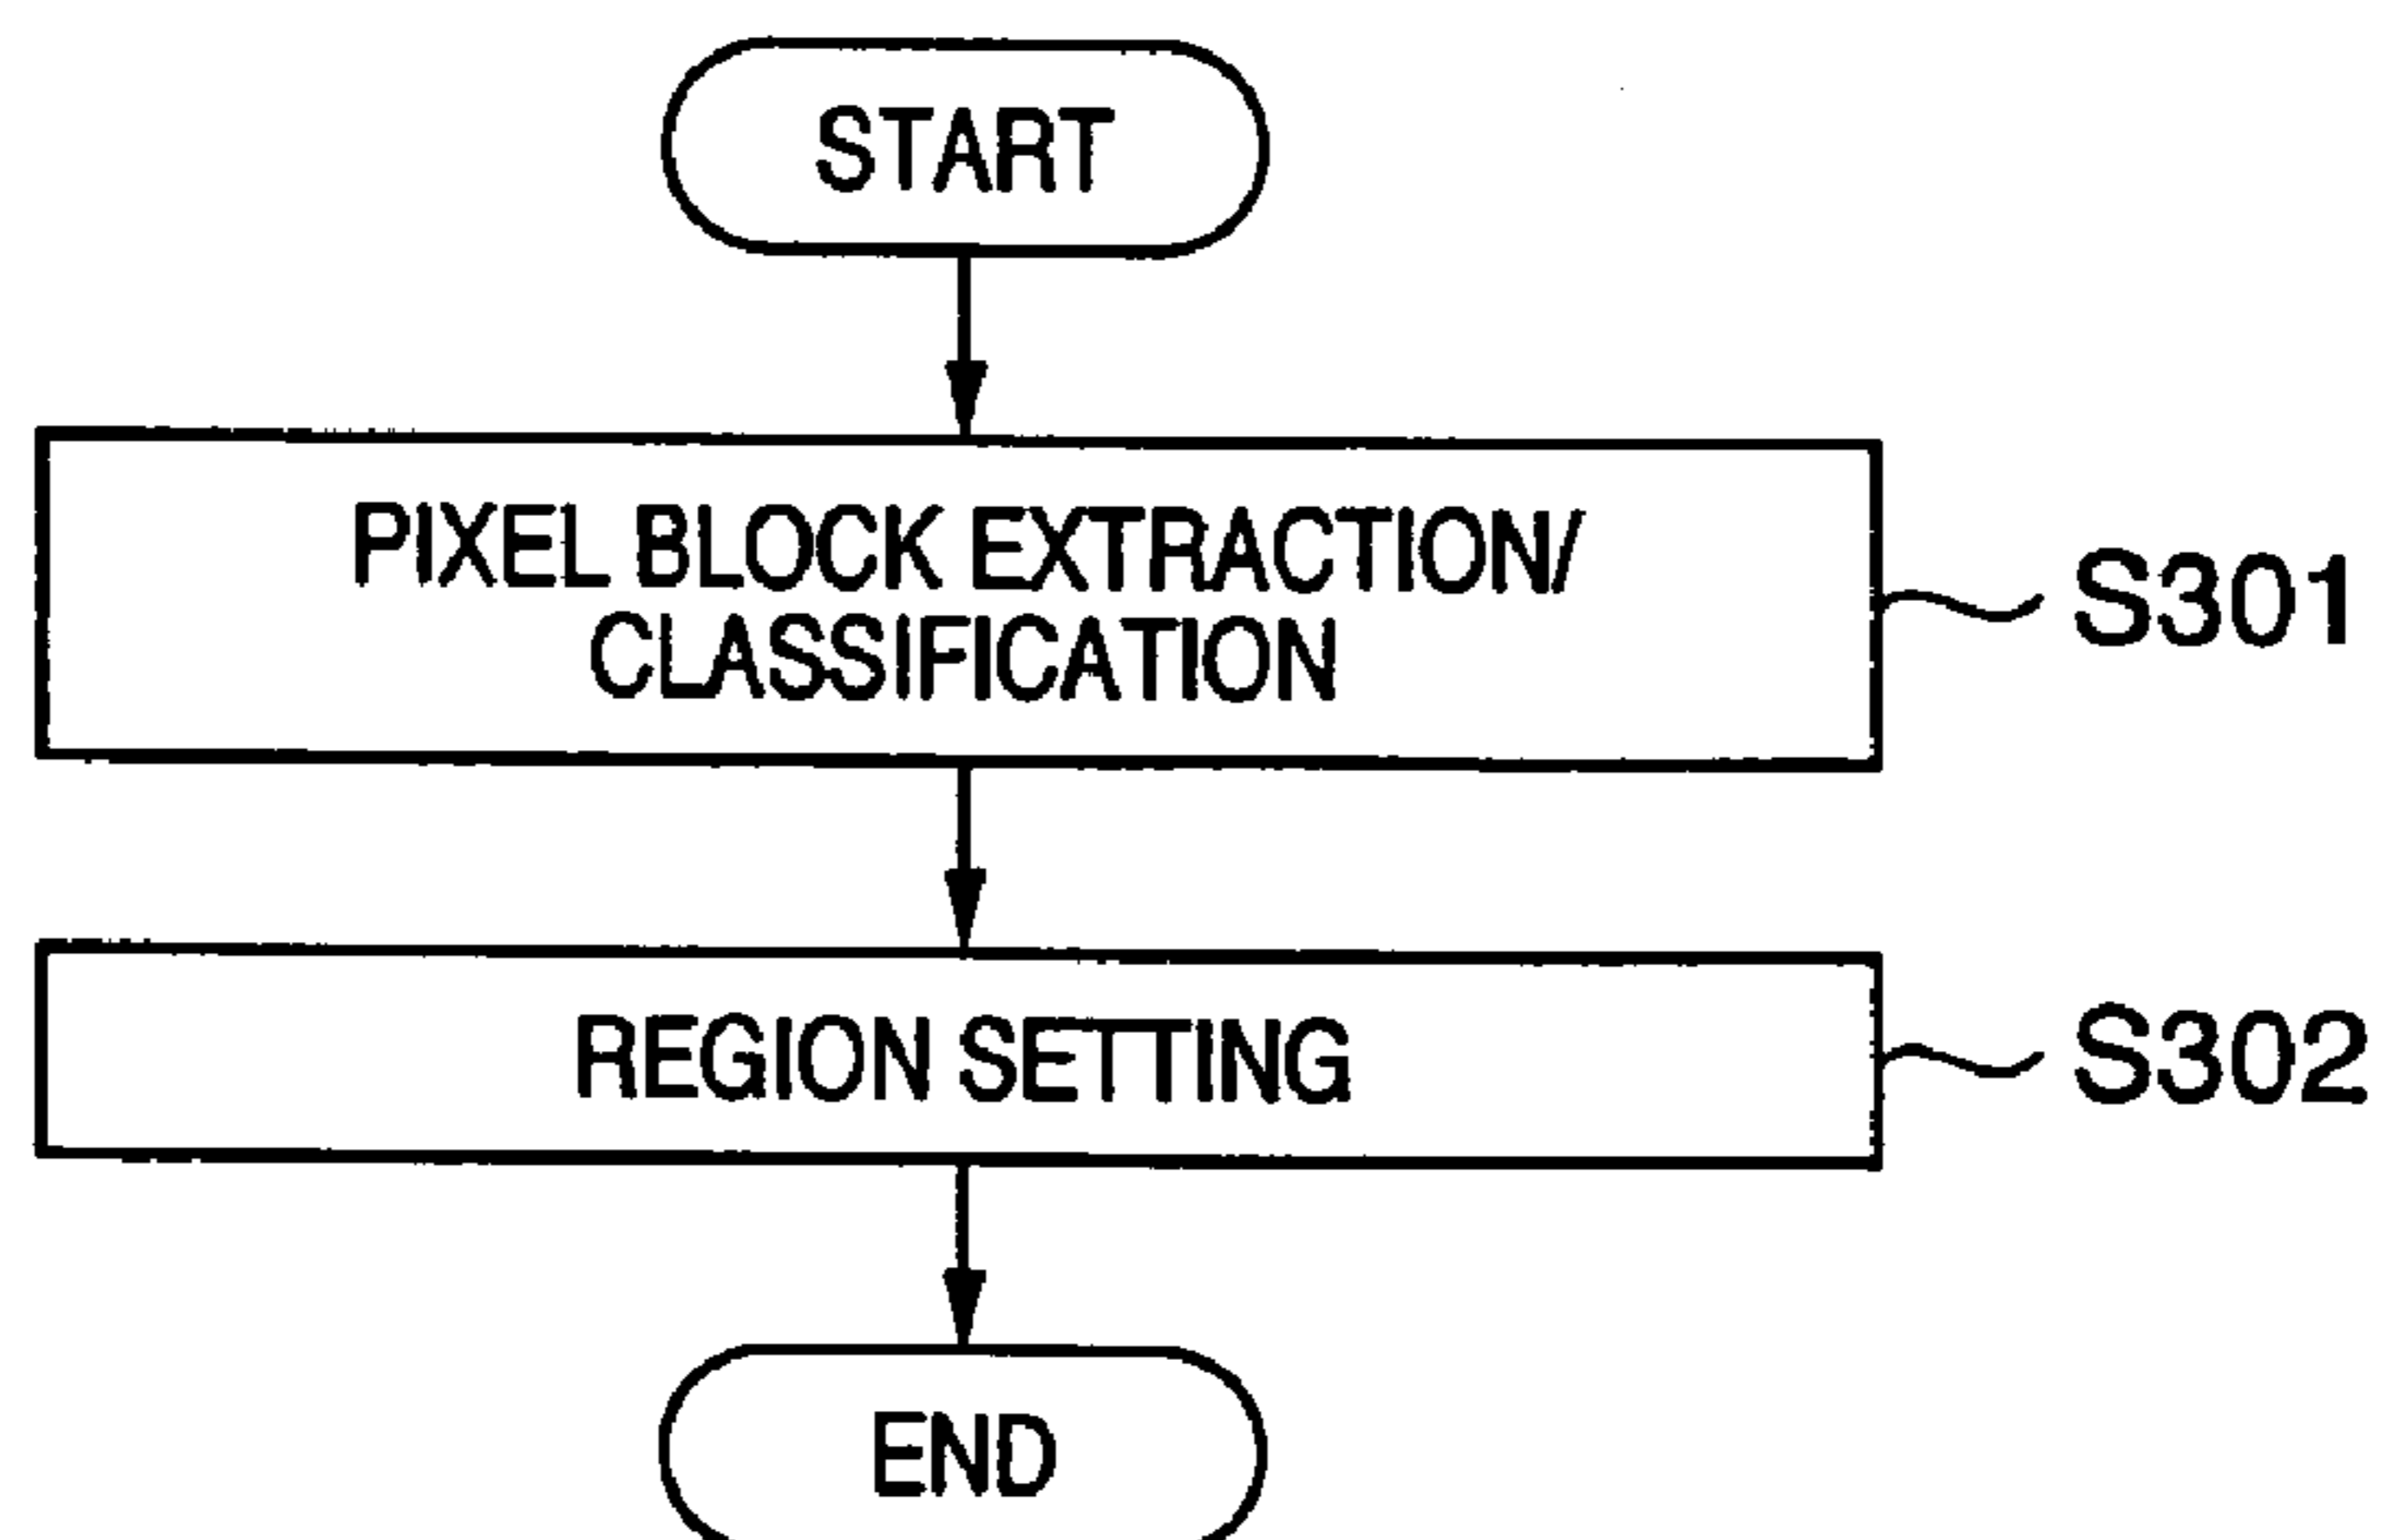 START
PIXEL BLOCK EXTRACTION/
CLASSIFICATION
S301
REGION SETTING
S302
END